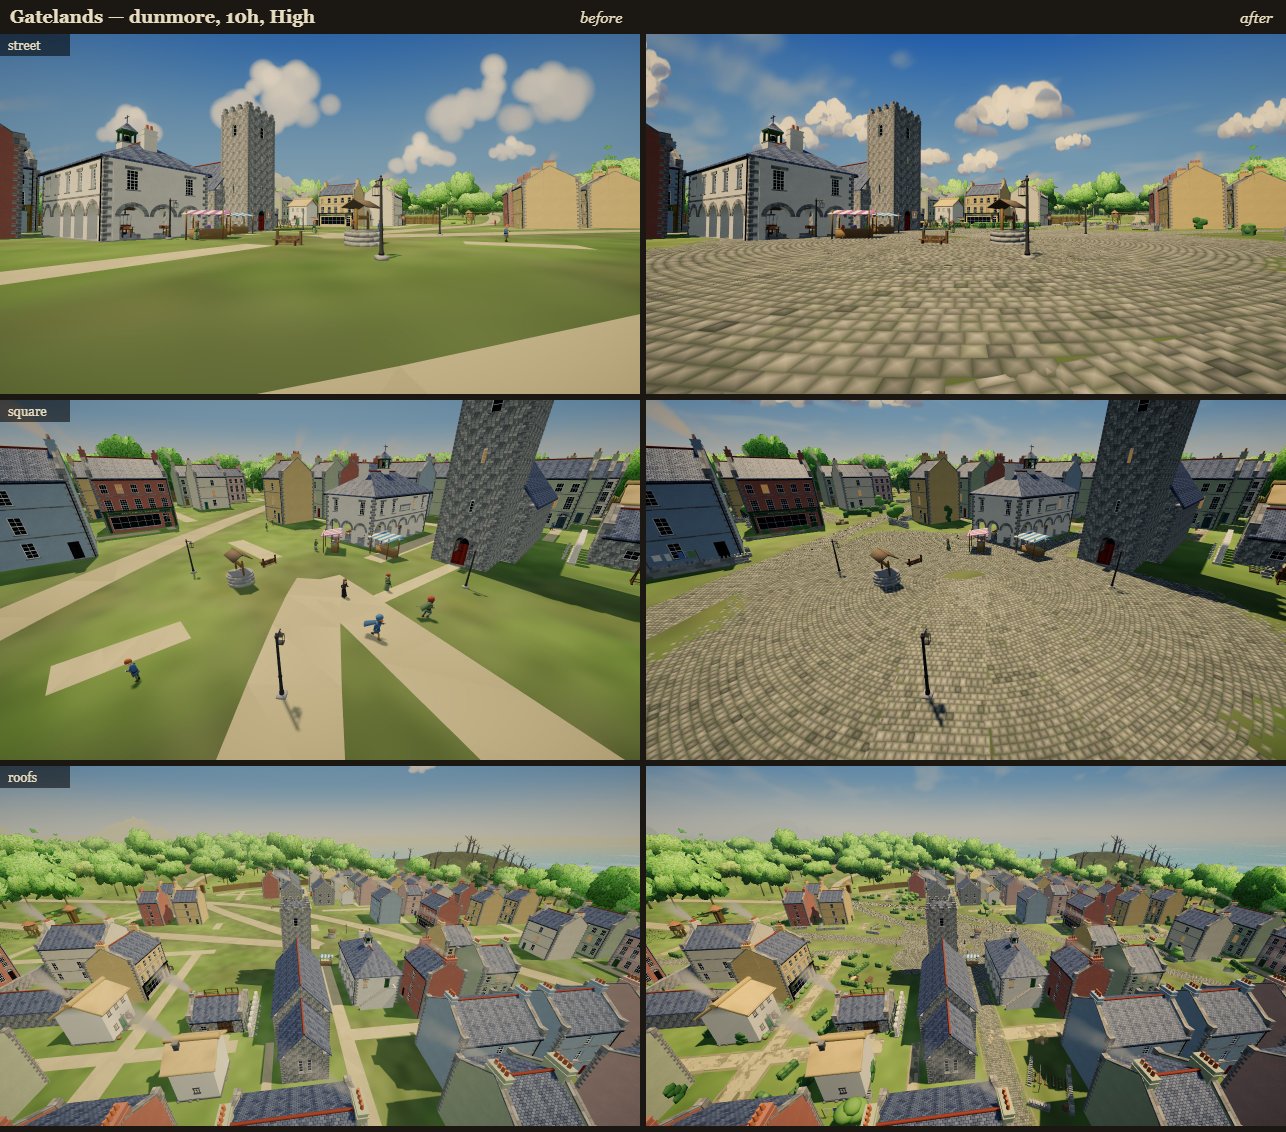 Gatelands — dunmore, 10h, High
before
after
street
square
roofs